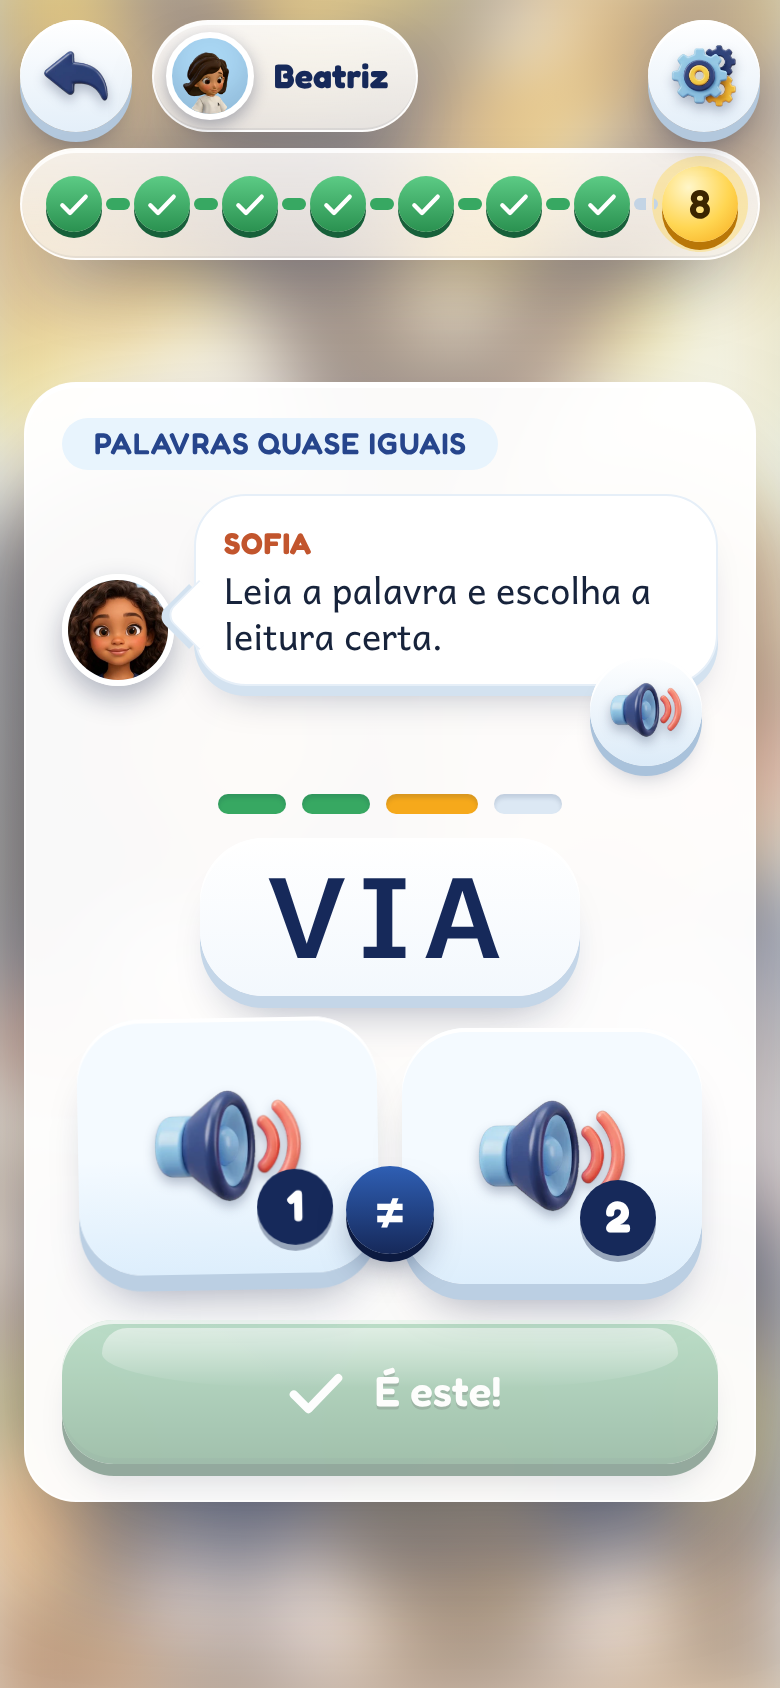 Beatriz
8
PALAVRAS QUASE IGUAIS
SOFIA
Leia a palavra e escolha a
leitura certa.
VIA
1
≠
2
É este!